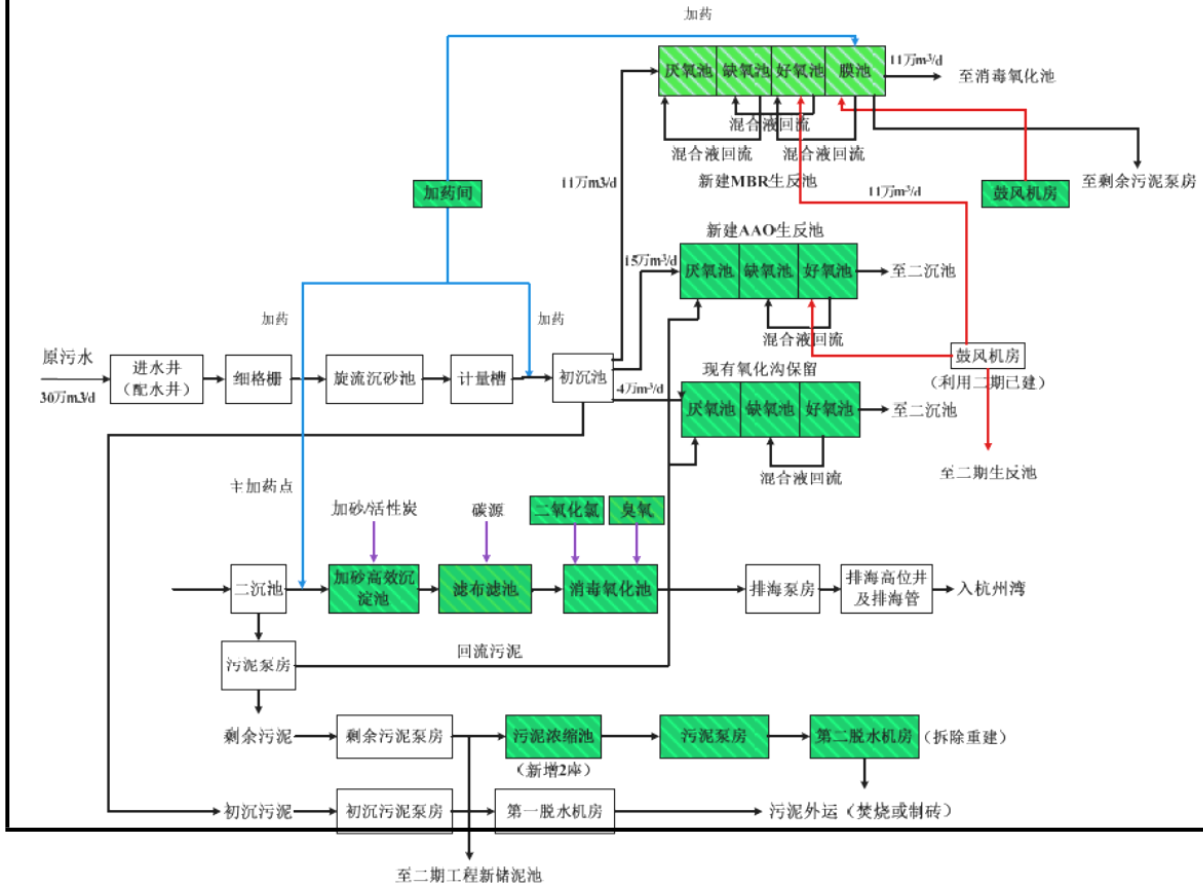 加药
厌氧池 缺氧池 好氧池 膜池
11万m³/d
至消毒氧化池
混合液回流
混合液回流 混合液回流
新建MBR生反池
11万m3/d
加药间
11万m³/d
鼓风机房
至剩余污泥泵房
新建AAO生反池
15万m³/d
厌氧池 缺氧池 好氧池
至二沉池
混合液回流
加药
加药
原污水
30万m3/d
进水井
（配水井）
细格栅
旋流沉砂池
计量槽
初沉池
现有氧化沟保留
4万m³/d
厌氧池 缺氧池 好氧池
至二沉池
混合液回流
鼓风机房
（利用二期已建）
至二期生反池
主加药点
加砂/活性炭
碳源
二氧化氯
臭氧
二沉池
加砂高效沉
淀池
滤布滤池
消毒氧化池
排海泵房
排海高位井
及排海管
入杭州湾
污泥泵房
回流污泥
剩余污泥
剩余污泥泵房
污泥浓缩池
（新增2座）
污泥泵房
第二脱水机房
（拆除重建）
初沉污泥
初沉污泥泵房
第一脱水机房
污泥外运（焚烧或制砖）
至二期工程新储泥池